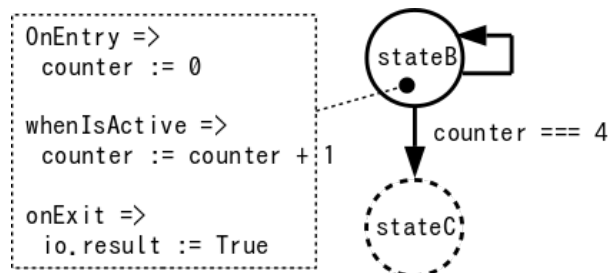 OnEntry =>
counter := 0
whenIsActive =>
counter := counter + 1
onExit =>
io.result := True
stateB
counter === 4
stateC